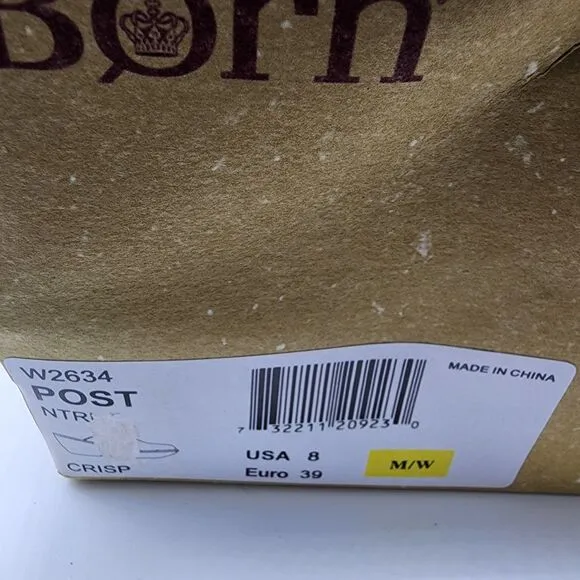 Børn
W2634
POST
CRISP
7 32211 20923 0
USA 8
Euro 39
M/W
MADE IN CHINA